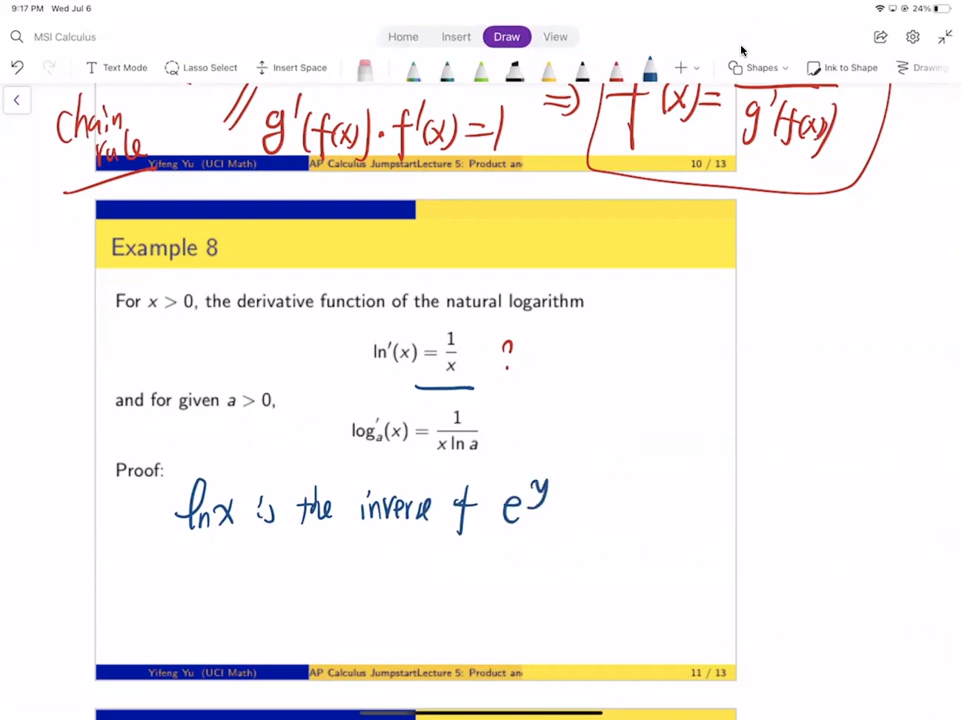 9:17 PM Wed Jul 6
24%
MSI Calculus
Home Insert Draw View
Text Mode Lasso Select Insert Space Shapes Ink to Shape Drawing
chain rule
// g'(f(x)) · f'(x) = 1 ⇒ f'(x) = 1/g'(f(x))
Yifeng Yu (UCI Math) AP Calculus JumpstartLecture 5: Product an 10 / 13
Example 8
For x > 0, the derivative function of the natural logarithm
ln′(x) = 1/x ?
and for given a > 0,
log′ₐ(x) = 1/(x ln a)
Proof:
ln x is the inverse of e^y
Yifeng Yu (UCI Math) AP Calculus JumpstartLecture 5: Product an 11 / 13